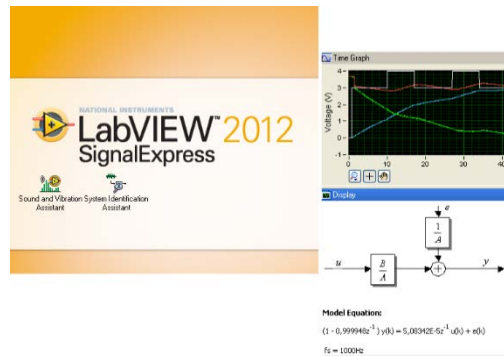 NATIONAL INSTRUMENTS
LabVIEW™ 2012
SignalExpress
Sound and Vibration Assistant
System Identification Assistant
Time Graph
Voltage (V)
4
3
2
1
0
-1
0 10 20 30 40
Display
e
1
A
u
B
A
y
Model Equation:
(1 - 0,999948z⁻¹) y(k) = 5,08342E-5z⁻¹ u(k) + e(k)
fs = 1000Hz